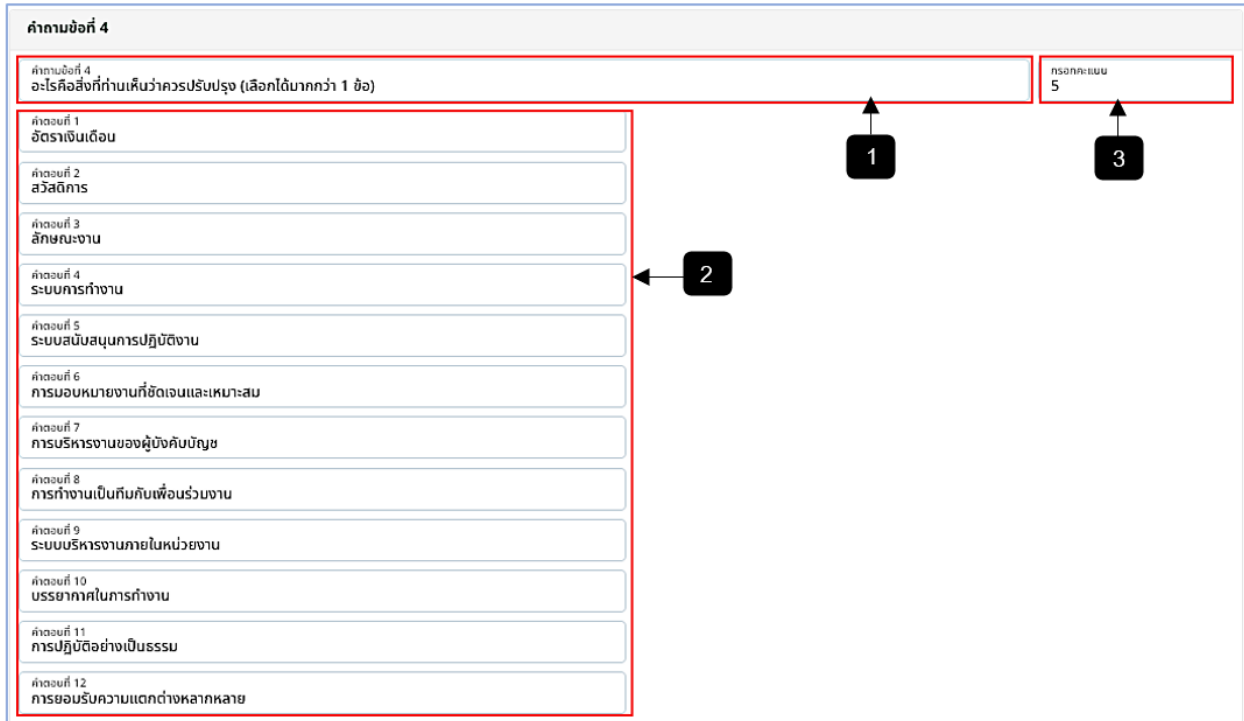 คำถามข้อที่ 4
คำถามข้อที่ 4
อะไรคือสิ่งที่ท่านเห็นว่าควรปรับปรุง (เลือกได้มากกว่า 1 ข้อ)
กรอกคะแนน
5
1
3
คำตอบที่ 1
อัตราเงินเดือน
คำตอบที่ 2
สวัสดิการ
คำตอบที่ 3
ลักษณะงาน
คำตอบที่ 4
ระบบการทำงาน
2
คำตอบที่ 5
ระบบสนับสนุนการปฏิบัติงาน
คำตอบที่ 6
การมอบหมายงานที่ชัดเจนและเหมาะสม
คำตอบที่ 7
การบริหารงานของผู้บังคับบัญช
คำตอบที่ 8
การทำงานเป็นทีมกับเพื่อนร่วมงาน
คำตอบที่ 9
ระบบบริหารงานภายในหน่วยงาน
คำตอบที่ 10
บรรยากาศในการทำงาน
คำตอบที่ 11
การปฏิบัติอย่างเป็นธรรม
คำตอบที่ 12
การยอมรับความแตกต่างหลากหลาย